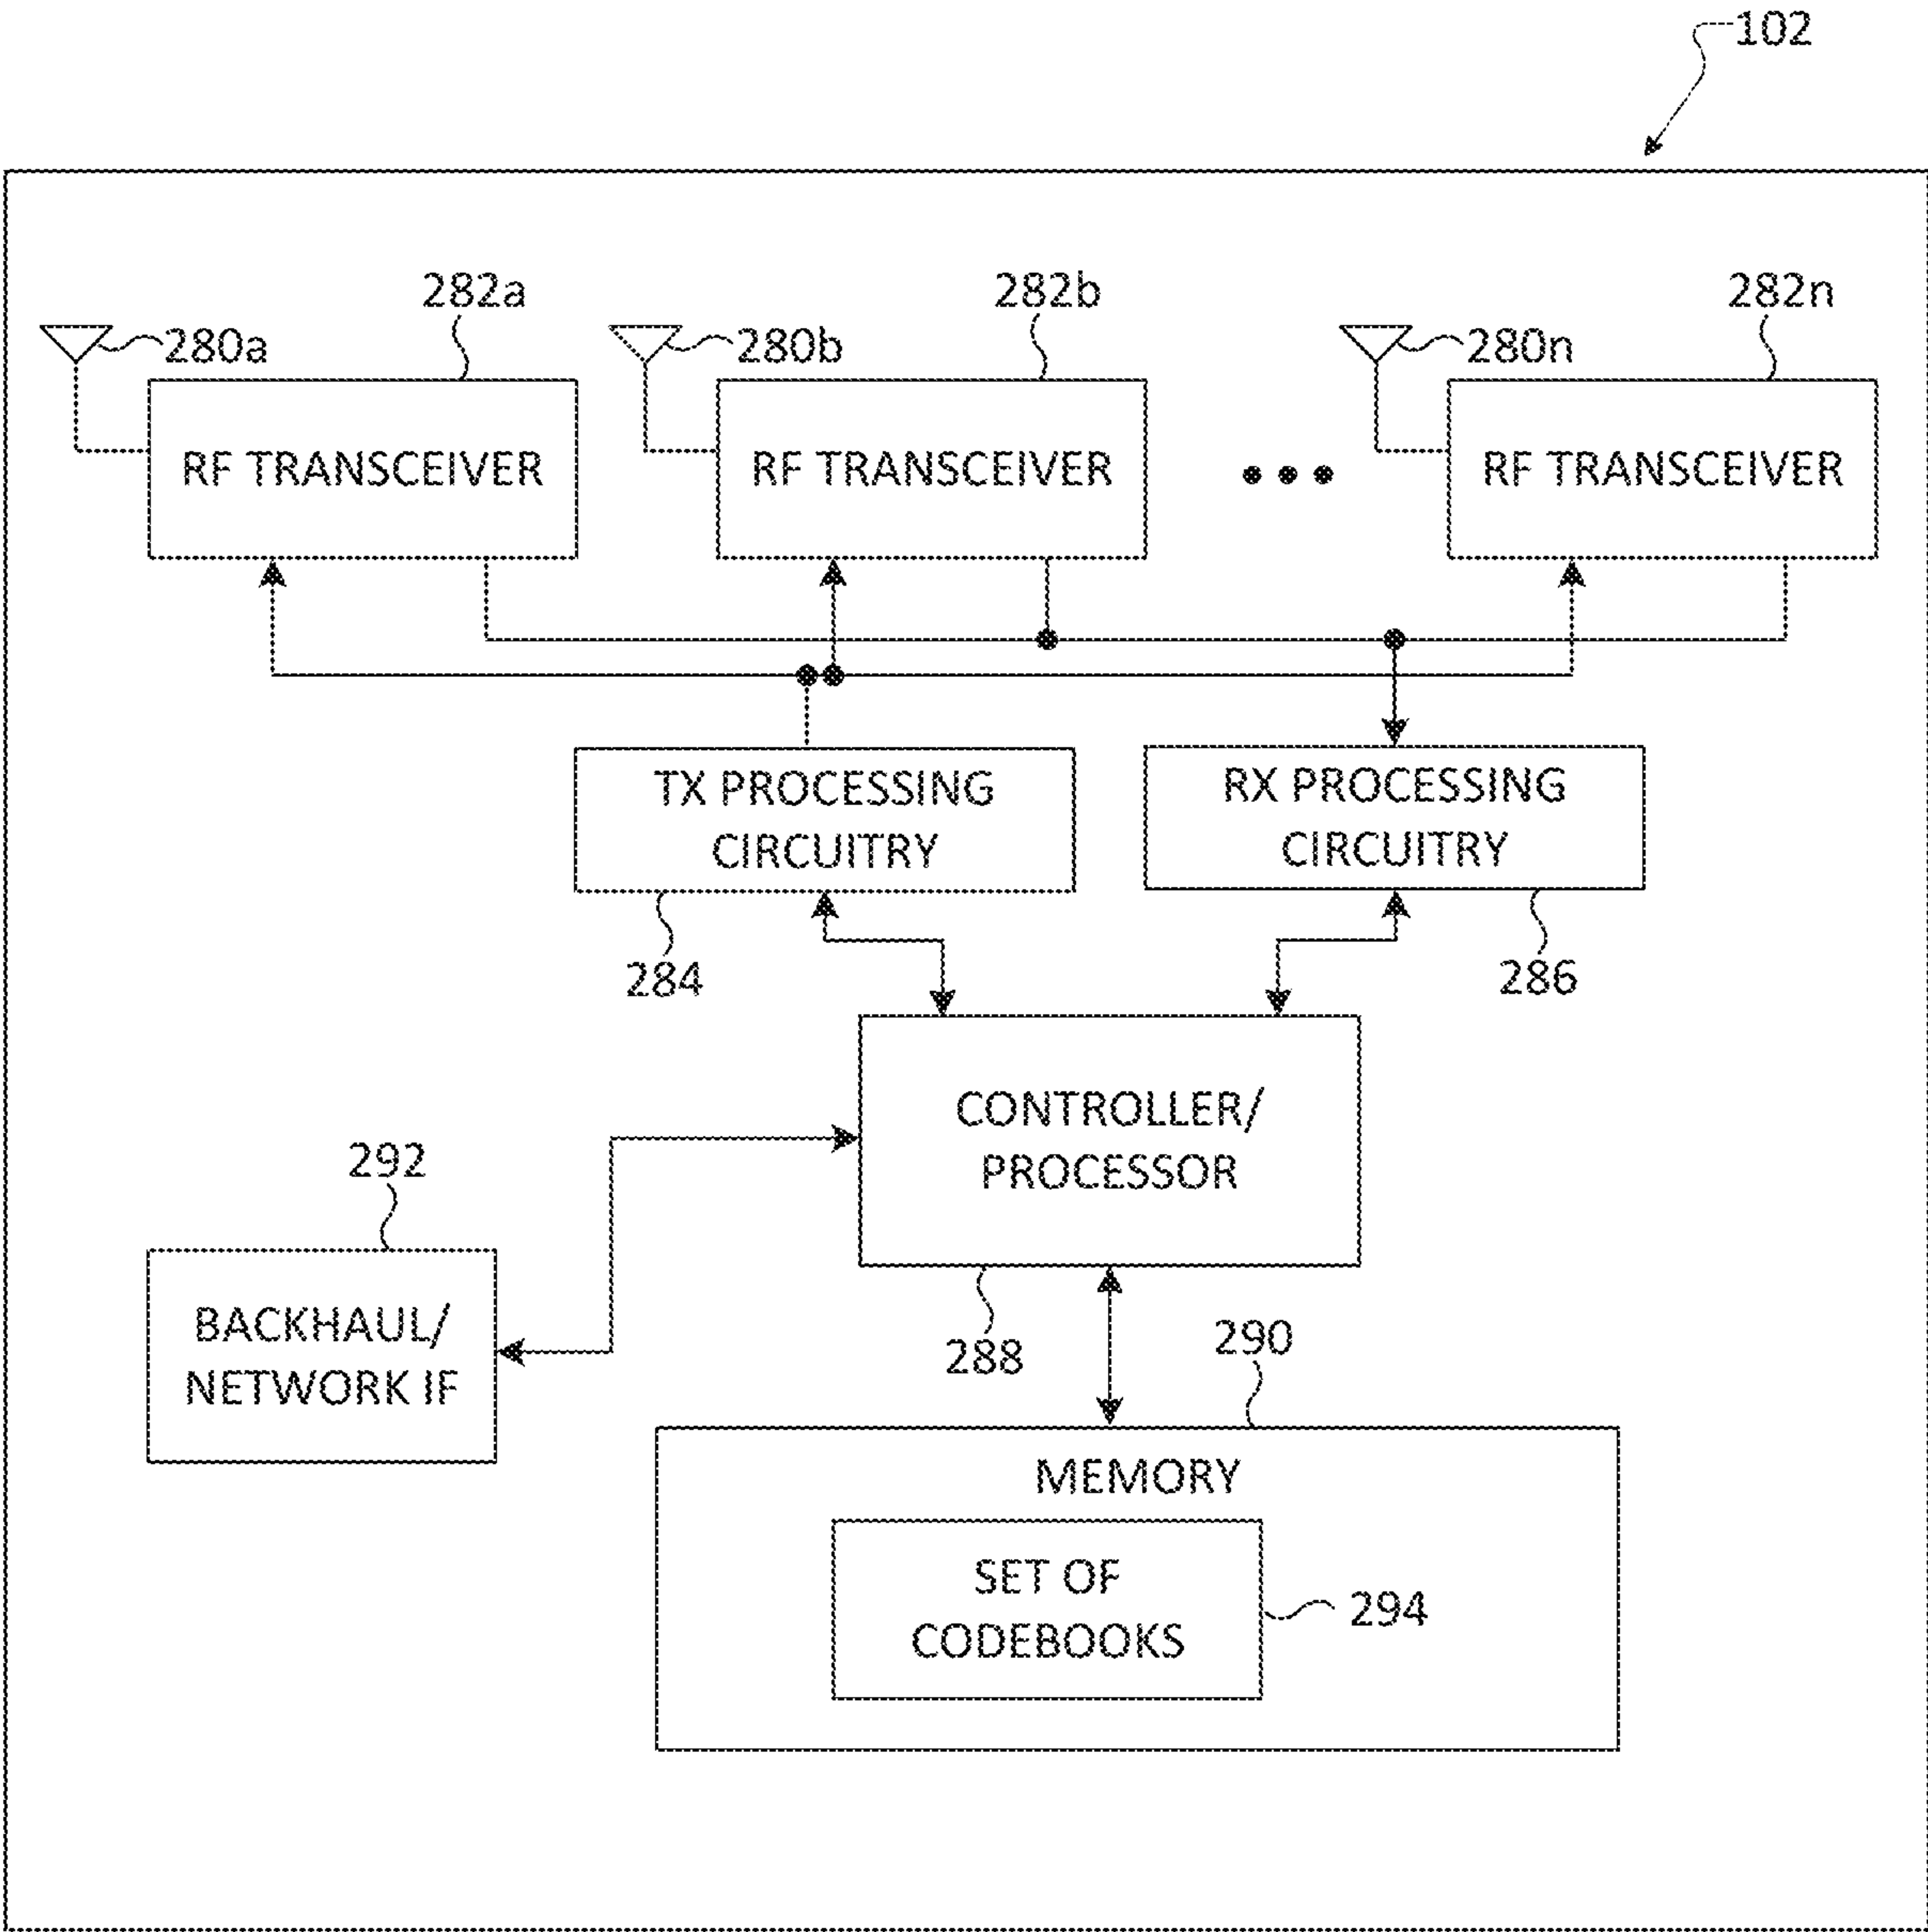 102
282a
282b
282n
280a
280b
280n
RF TRANSCEIVER
RF TRANSCEIVER
RF TRANSCEIVER
TX PROCESSING
CIRCUITRY
RX PROCESSING
CIRCUITRY
284
286
CONTROLLER/
PROCESSOR
292
BACKHAUL/
NETWORK IF
288
290
MEMORY
SET OF
CODEBOOKS
294